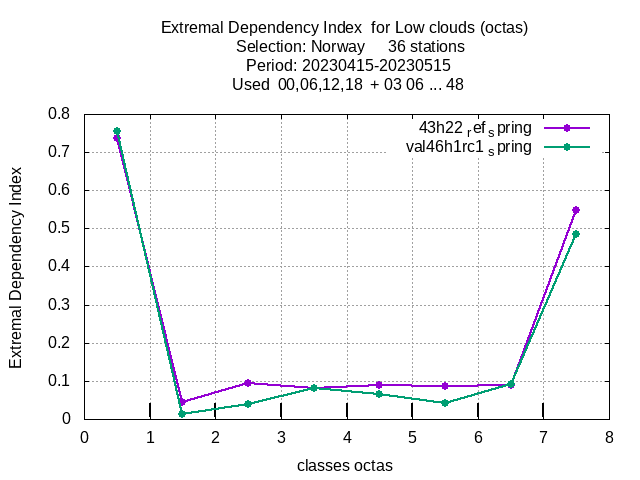 Extremal Dependency Index  for Low clouds (octas)
Selection: Norway     36 stations
Period: 20230415-20230515
Used  00,06,12,18  + 03 06 ... 48
43h22 refspring
val46h1rc1 spring
Extremal Dependency Index
0.8
0.7
0.6
0.5
0.4
0.3
0.2
0.1
0
0 1 2 3 4 5 6 7 8
classes octas